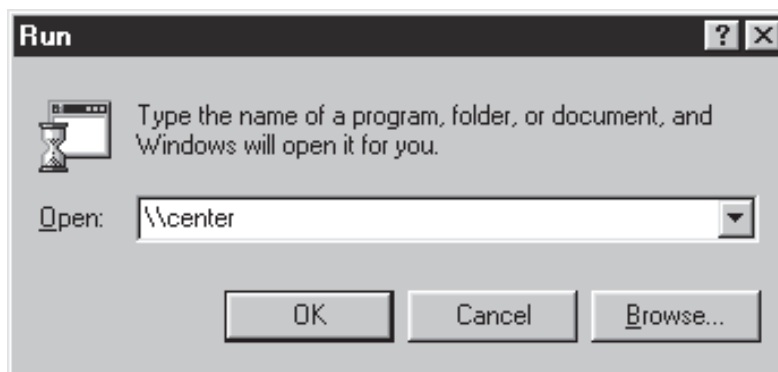 Run
Type the name of a program, folder, or document, and
Windows will open it for you.
Open: \\center
OK Cancel Browse...